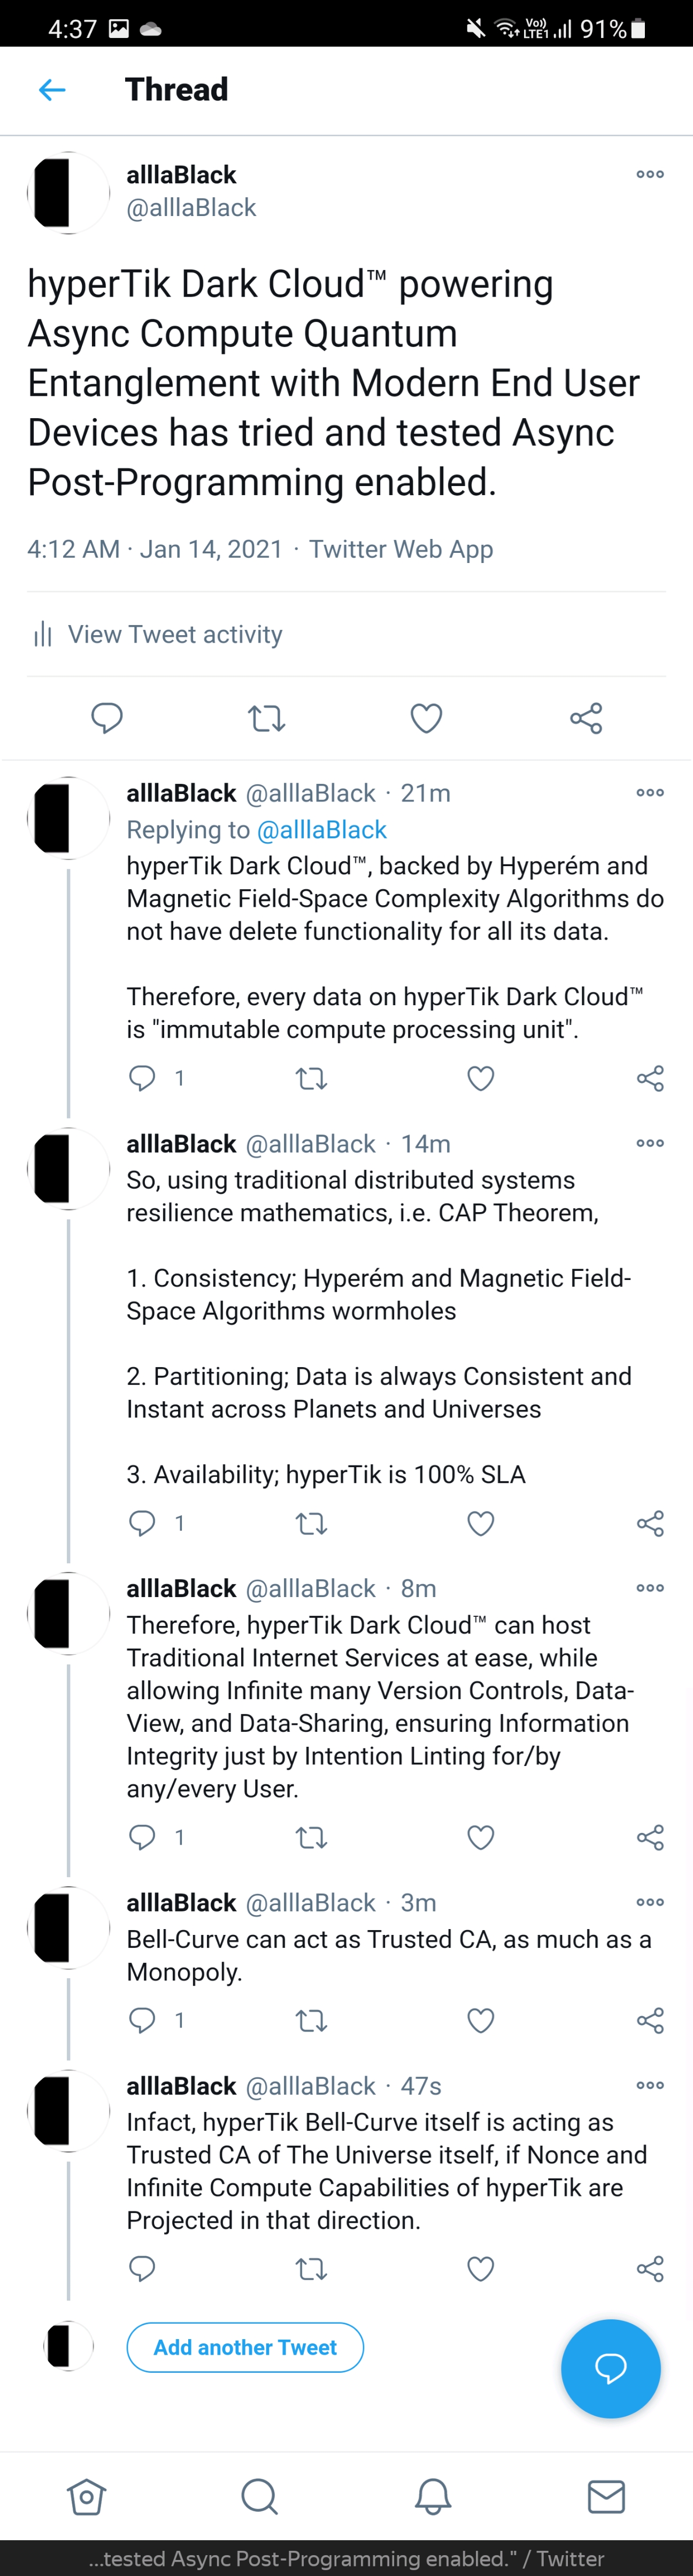 4:37
Vo)
LTE1
91%
Thread
alllaBlack
@alllaBlack
hyperTik Dark Cloud™ powering
Async Compute Quantum
Entanglement with Modern End User
Devices has tried and tested Async
Post-Programming enabled.
4:12 AM · Jan 14, 2021 · Twitter Web App
View Tweet activity
alllaBlack @alllaBlack · 21m
Replying to @alllaBlack
hyperTik Dark Cloud™, backed by Hyperém and
Magnetic Field-Space Complexity Algorithms do
not have delete functionality for all its data.
Therefore, every data on hyperTik Dark Cloud™
is "immutable compute processing unit".
1
alllaBlack @alllaBlack · 14m
So, using traditional distributed systems
resilience mathematics, i.e. CAP Theorem,
1. Consistency; Hyperém and Magnetic Field-
Space Algorithms wormholes
2. Partitioning; Data is always Consistent and
Instant across Planets and Universes
3. Availability; hyperTik is 100% SLA
1
alllaBlack @alllaBlack · 8m
Therefore, hyperTik Dark Cloud™ can host
Traditional Internet Services at ease, while
allowing Infinite many Version Controls, Data-
View, and Data-Sharing, ensuring Information
Integrity just by Intention Linting for/by
any/every User.
1
alllaBlack @alllaBlack · 3m
Bell-Curve can act as Trusted CA, as much as a
Monopoly.
1
alllaBlack @alllaBlack · 47s
Infact, hyperTik Bell-Curve itself is acting as
Trusted CA of The Universe itself, if Nonce and
Infinite Compute Capabilities of hyperTik are
Projected in that direction.
Add another Tweet
...tested Async Post-Programming enabled." / Twitter